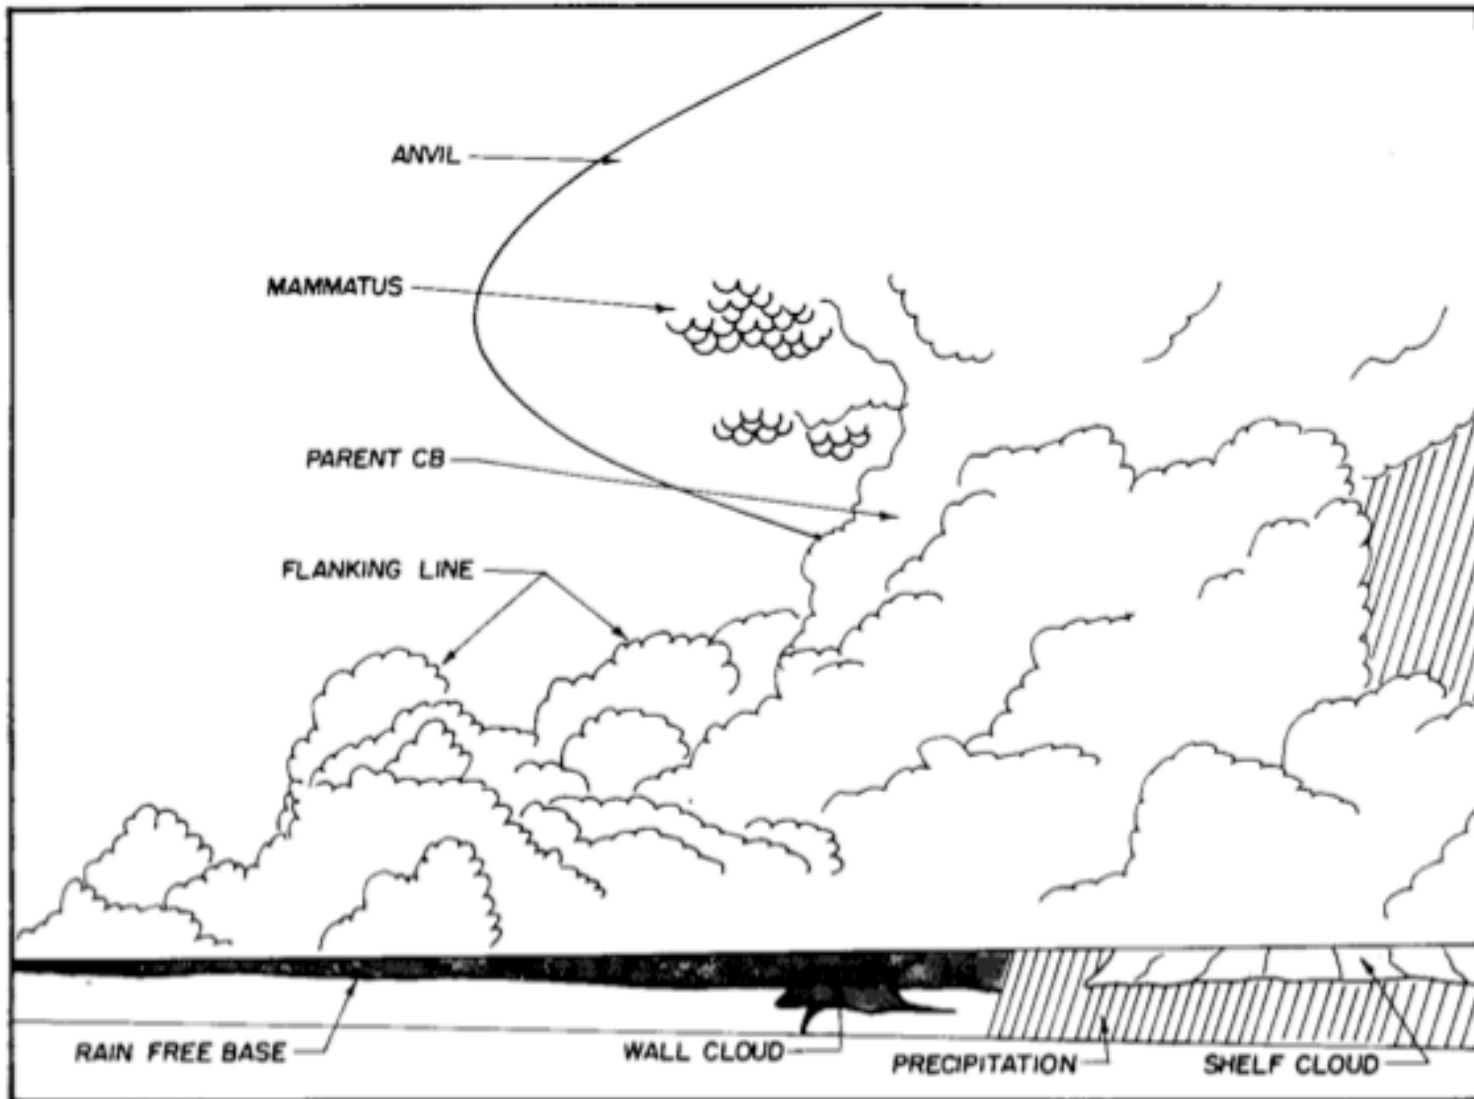 ANVIL
MAMMATUS
PARENT CB
FLANKING LINE
RAIN FREE BASE
WALL CLOUD
PRECIPITATION
SHELF CLOUD